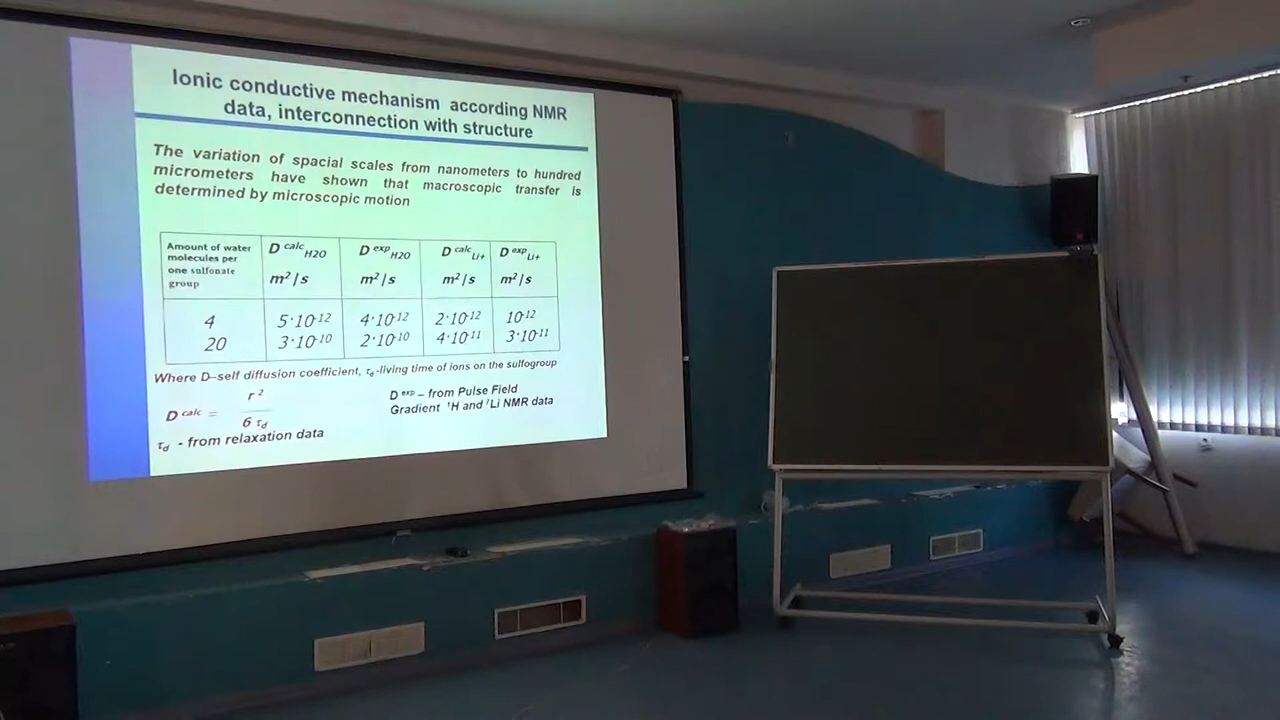 Ionic conductive mechanism according NMR
data, interconnection with structure
The variation of spacial scales from nanometers to hundred
micrometers have shown that macroscopic transfer is
determined by microscopic motion
Amount of water molecules per one sulfonate group D calc H2O m²/s D exp H2O m²/s D calc Li+ m²/s D exp Li+ m²/s
4 5·10-12 4·10-12 2·10-12 10-12
20 3·10-10 2·10-10 4·10-11 3·10-11
Where D–self diffusion coefficient, τd -living time of ions on the sulfogroup
D calc = r² / 6 τd
D exp – from Pulse Field
Gradient ¹H and ⁷Li NMR data
τd - from relaxation data